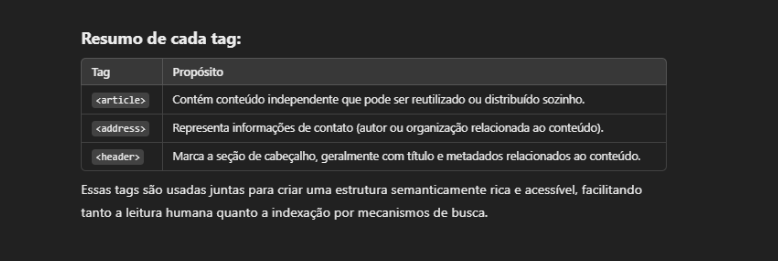 Resumo de cada tag:
Tag Propósito
<article> Contém conteúdo independente que pode ser reutilizado ou distribuído sozinho.
<address> Representa informações de contato (autor ou organização relacionada ao conteúdo).
<header> Marca a seção de cabeçalho, geralmente com título e metadados relacionados ao conteúdo.
Essas tags são usadas juntas para criar uma estrutura semanticamente rica e acessível, facilitando
tanto a leitura humana quanto a indexação por mecanismos de busca.